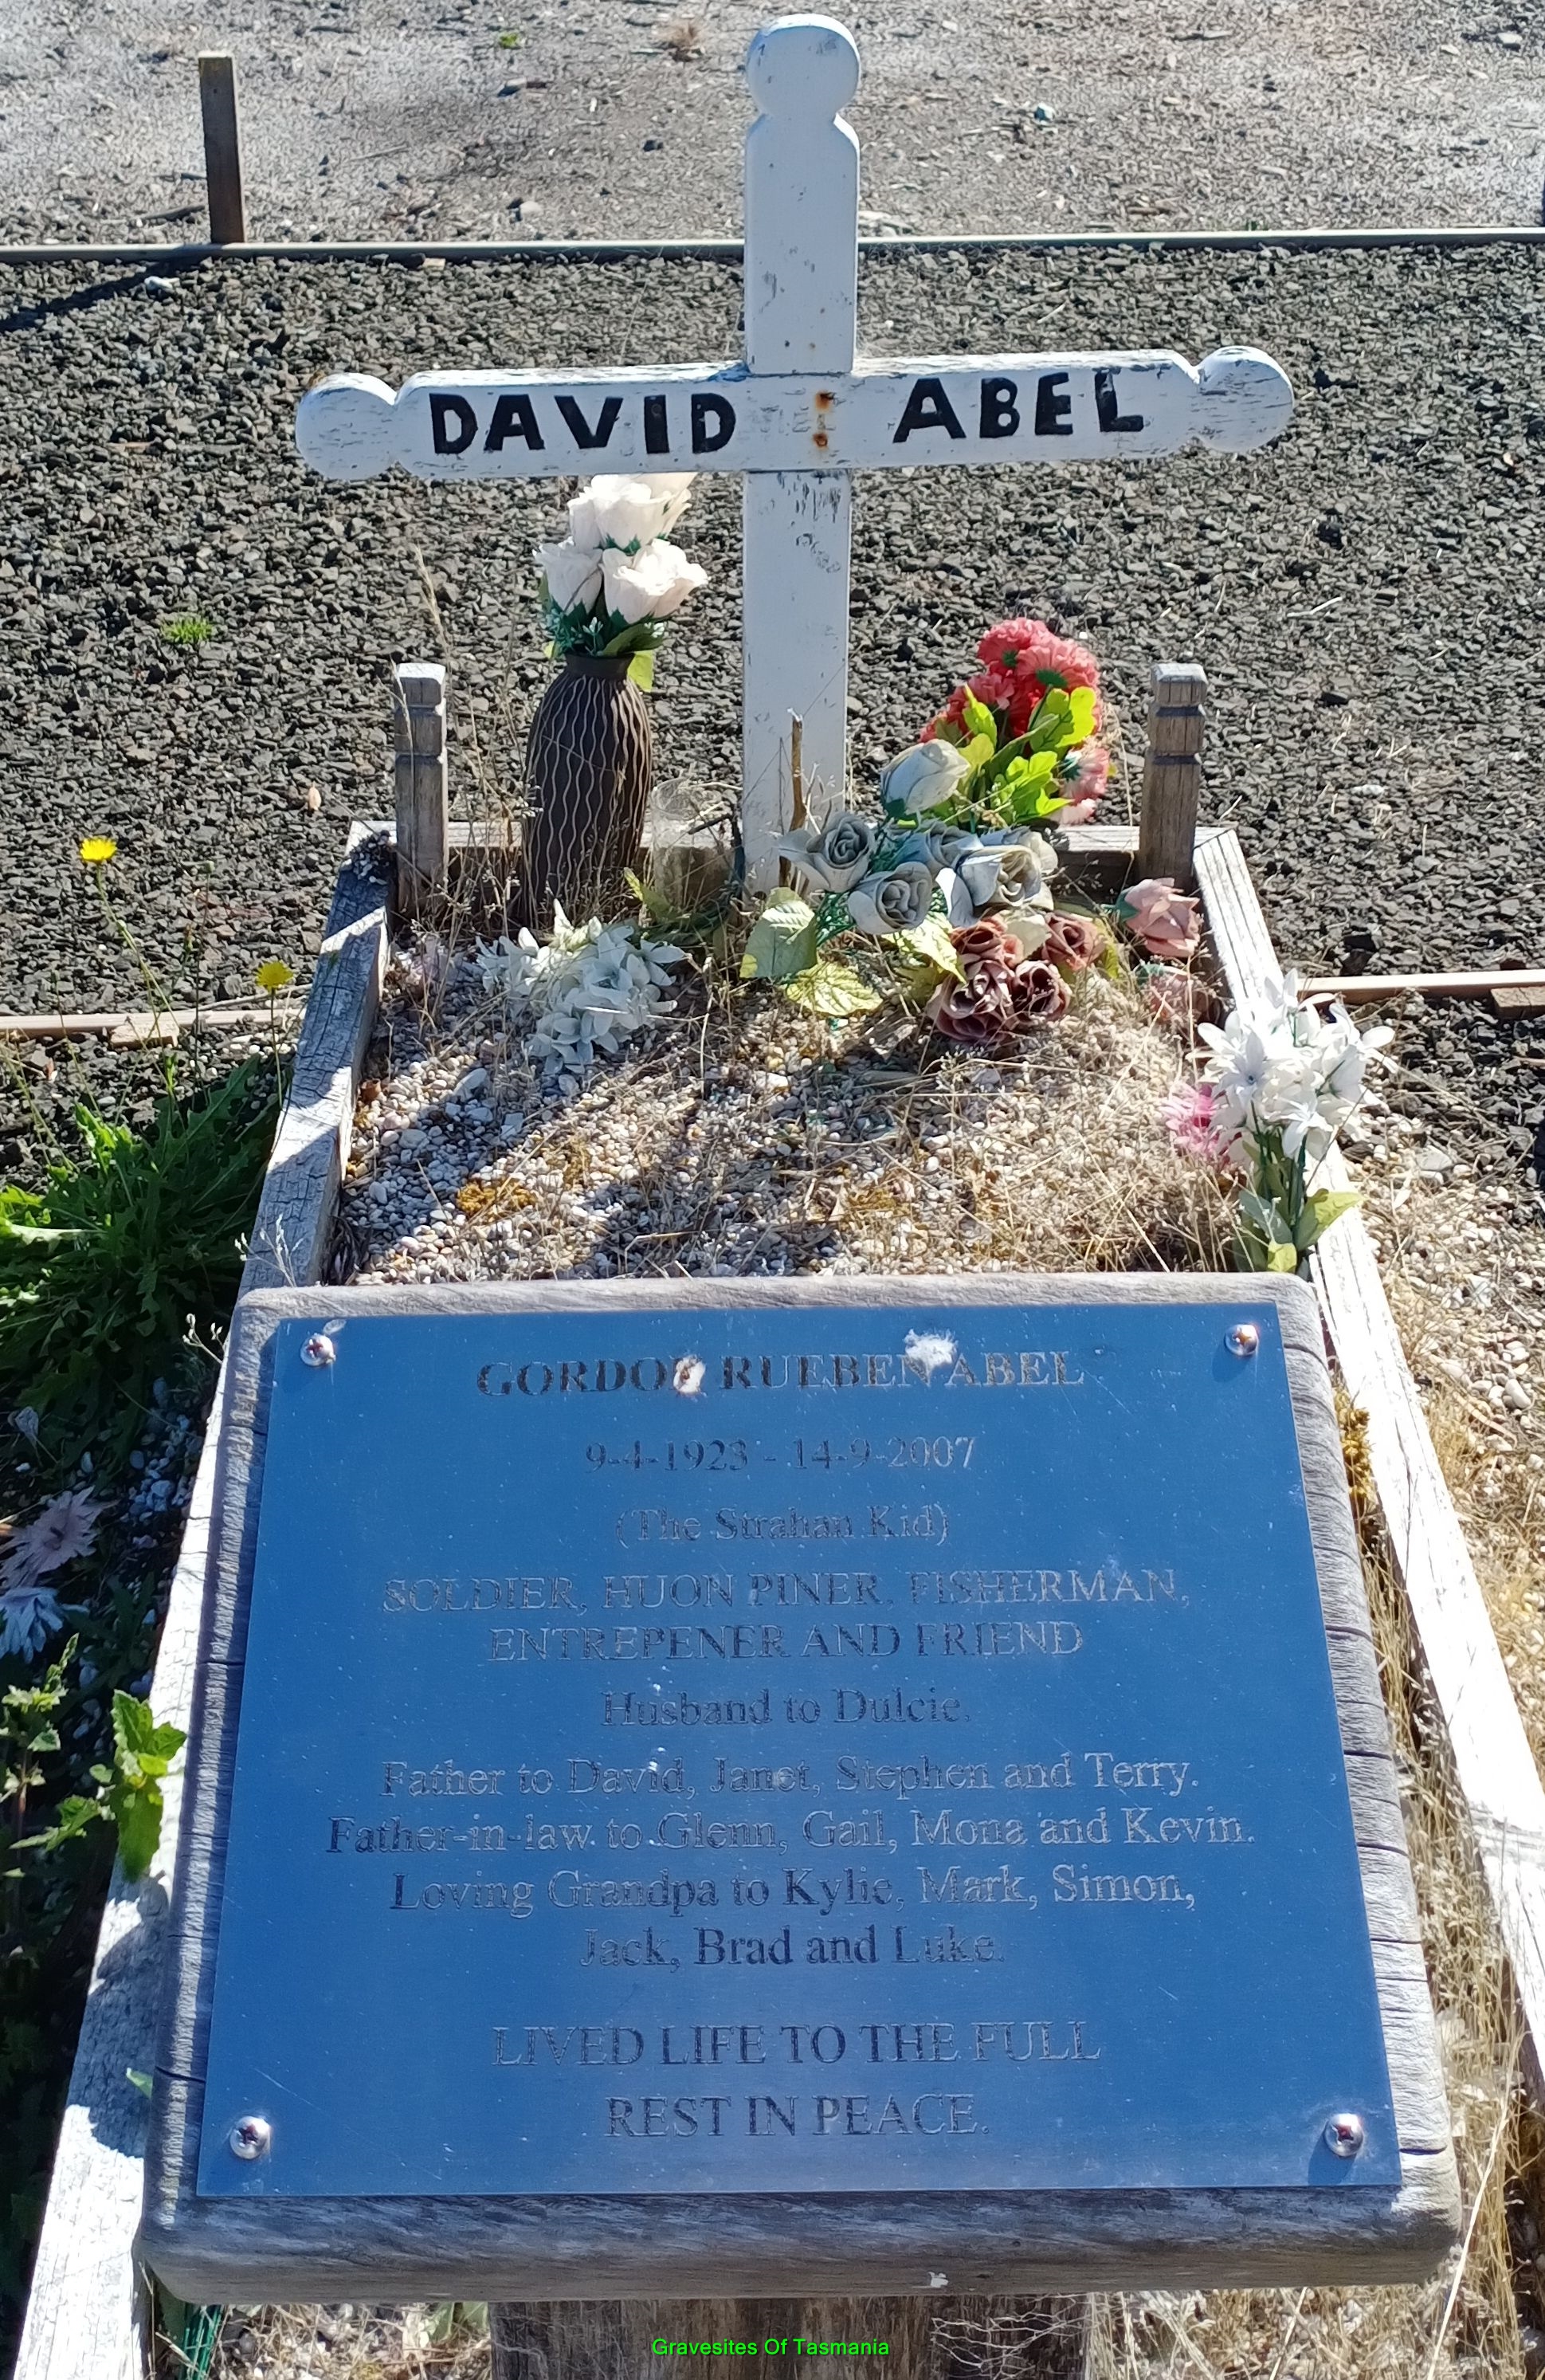 DAVID ABEL
GORDON RUEBEN ABEL
9-4-1923 - 14-9-2007
(The Strahan Kid)
SOLDIER, HUON PINER, FISHERMAN,
ENTREPENER AND FRIEND
Husband to Dulcie.
Father to David, Janet, Stephen and Terry.
Father-in-law to Glenn, Gail, Mona and Kevin.
Loving Grandpa to Kylie, Mark, Simon,
Jack, Brad and Luke.
LIVED LIFE TO THE FULL
REST IN PEACE.
Gravesites Of Tasmania